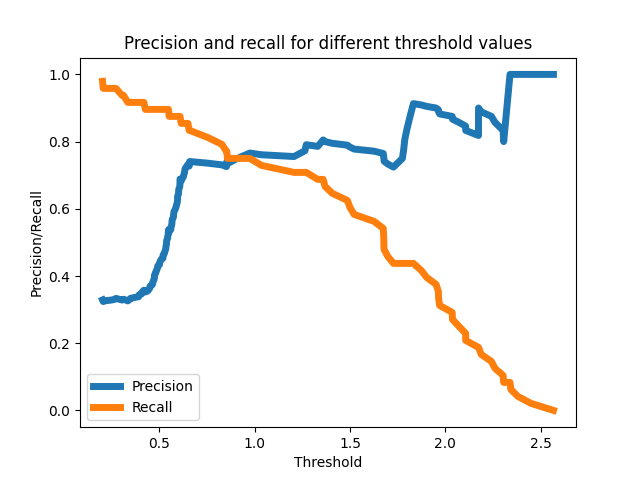 Precision and recall for different threshold values
Precision/Recall
1.0
0.8
0.6
0.4
0.2
0.0
Precision
Recall
0.5
1.0
1.5
2.0
2.5
Threshold